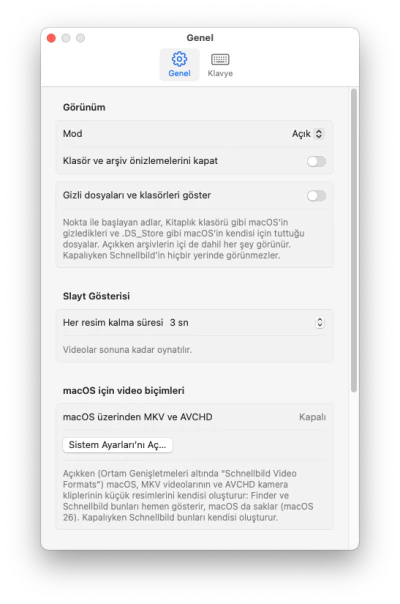 Genel
Genel
Klavye
Görünüm
Mod
Açık
Klasör ve arşiv önizlemelerini kapat
Gizli dosyaları ve klasörleri göster
Nokta ile başlayan adlar, Kitaplık klasörü gibi macOS’in
gizledikleri ve .DS_Store gibi macOS’in kendisi için tuttuğu
dosyalar. Açıkken arşivlerin içi de dahil her şey görünür.
Kapalıyken Schnellbild’in hiçbir yerinde görünmezler.
Slayt Gösterisi
Her resim kalma süresi 3 sn
Videolar sonuna kadar oynatılır.
macOS için video biçimleri
macOS üzerinden MKV ve AVCHD
Kapalı
Sistem Ayarları’nı Aç...
Açıkken (Ortam Genişletmeleri altında “Schnellbild Video
Formats”) macOS, MKV videolarının ve AVCHD kamera
kliplerinin küçük resimlerini kendisi oluşturur: Finder ve
Schnellbild bunları hemen gösterir, macOS da saklar (macOS
26). Kapalıyken Schnellbild bunları kendisi oluşturur.